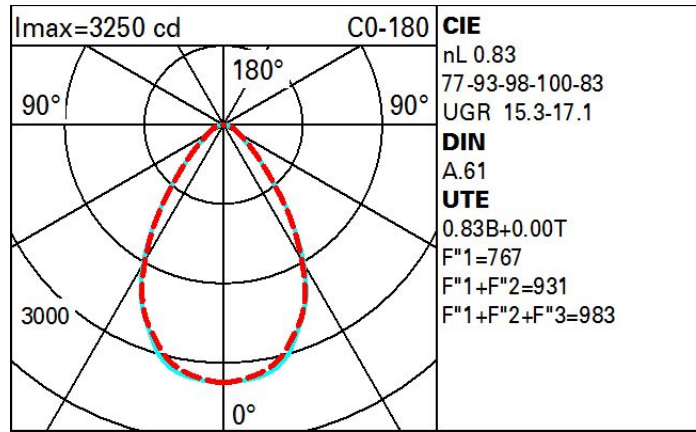 Imax=3250 cd
C0-180
180°
90°
90°
3000
0°
CIE
nL 0.83
77-93-98-100-83
UGR 15.3-17.1
DIN
A.61
UTE
0.83B+0.00T
F"1=767
F"1+F"2=931
F"1+F"2+F"3=983